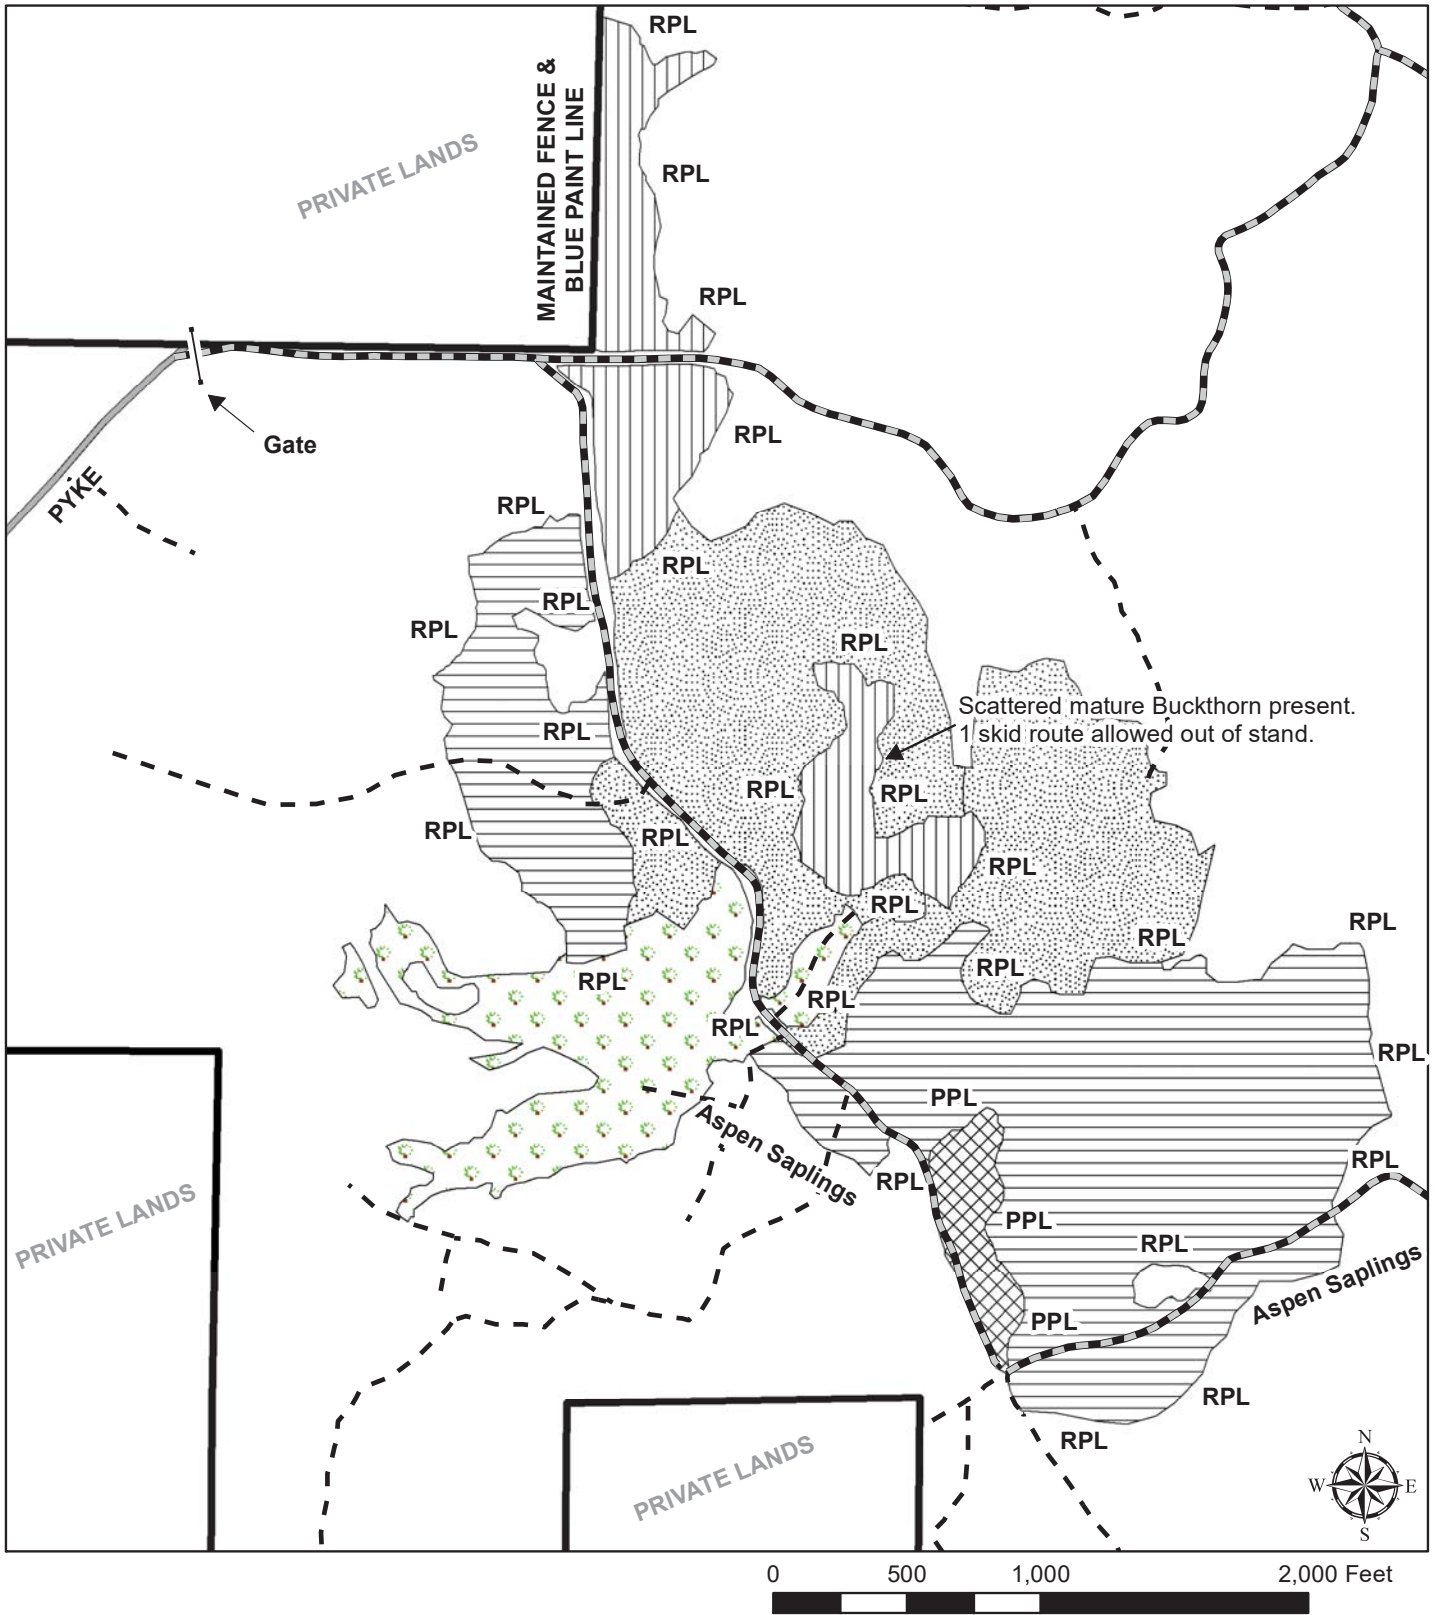 RPL
MAINTAINED FENCE &
BLUE PAINT LINE
PRIVATE LANDS
RPL
RPL
Gate
RPL
PYKE
RPL
RPL
RPL
RPL
RPL
Scattered mature Buckthorn present.
1 skid route allowed out of stand.
RPL
RPL
RPL
RPL
RPL
RPL
RPL
RPL
RPL
RPL
RPL
RPL
RPL
RPL
PPL
Aspen Saplings
RPL
RPL
PRIVATE LANDS
PPL
RPL
Aspen Saplings
PPL
RPL
RPL
PRIVATE LANDS
N
W E
S
0 500 1,000 2,000 Feet